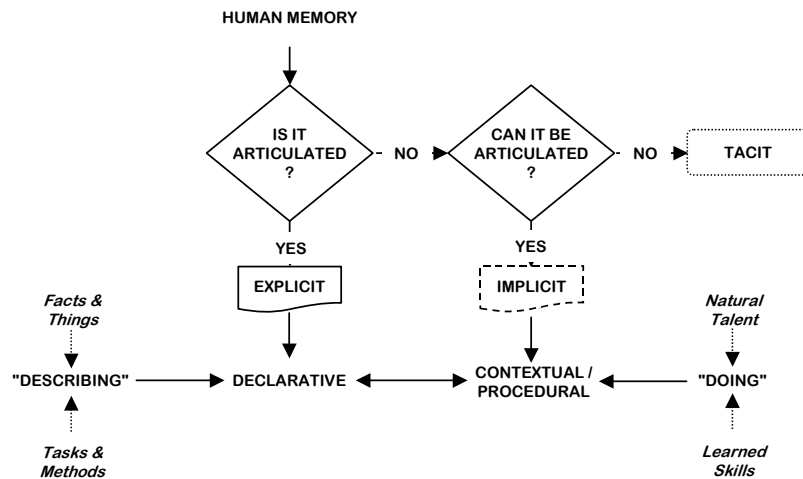 HUMAN MEMORY
IS IT
ARTICULATED
?
NO
CAN IT BE
ARTICULATED
?
NO
TACIT
YES
YES
EXPLICIT
IMPLICIT
Facts &
Things
Natural
Talent
"DESCRIBING"
DECLARATIVE
CONTEXTUAL /
PROCEDURAL
"DOING"
Tasks &
Methods
Learned
Skills